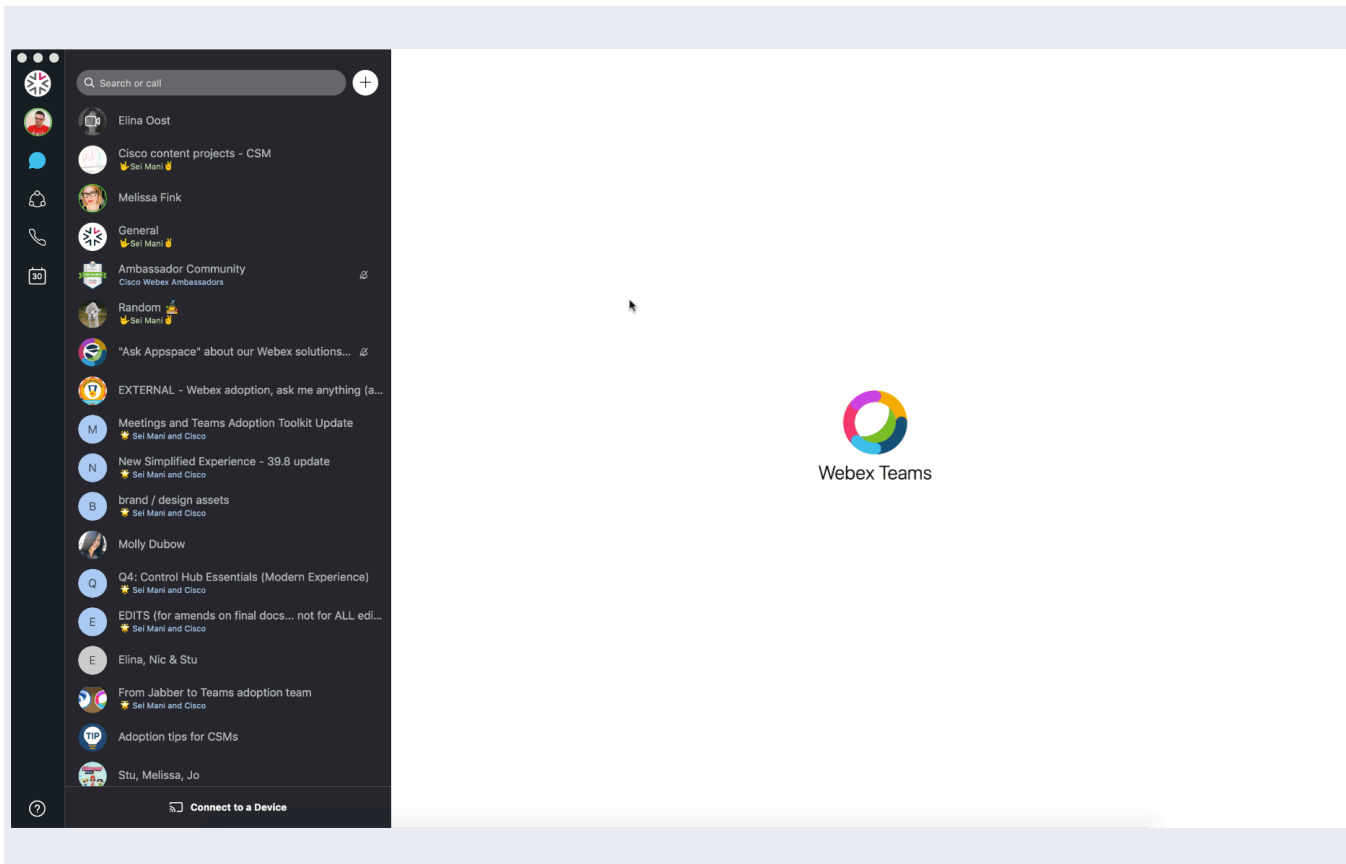 Search or call
Elina Oost
Cisco content projects - CSM
🤟Sei Mani✌️
Melissa Fink
General
🤟Sei Mani✌️
30
Ambassador Community
Cisco Webex Ambassadors
Random
🤟Sei Mani✌️
"Ask Appspace" about our Webex solutions...
EXTERNAL - Webex adoption, ask me anything (a...
M
Meetings and Teams Adoption Toolkit Update
🌟 Sei Mani and Cisco
N
New Simplified Experience - 39.8 update
🌟 Sei Mani and Cisco
B
brand / design assets
🌟 Sei Mani and Cisco
Molly Dubow
Q
Q4: Control Hub Essentials (Modern Experience)
🌟 Sei Mani and Cisco
E
EDITS (for amends on final docs... not for ALL edi...
🌟 Sei Mani and Cisco
E
Elina, Nic & Stu
From Jabber to Teams adoption team
🌟 Sei Mani and Cisco
TIP
Adoption tips for CSMs
Stu, Melissa, Jo
?
Connect to a Device
Webex Teams